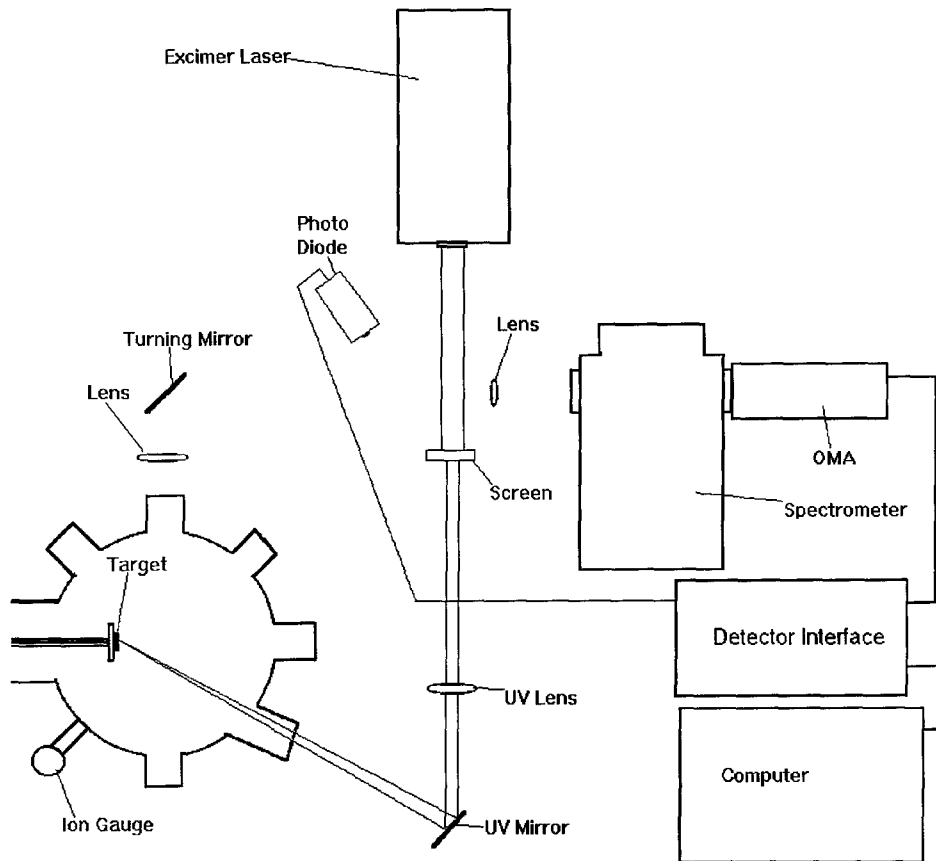 Excimer Laser
Photo
Diode
Lens
Turning Mirror
Lens
OMA
Screen
Spectrometer
Target
Detector Interface
UV Lens
Computer
Ion Gauge
UV Mirror